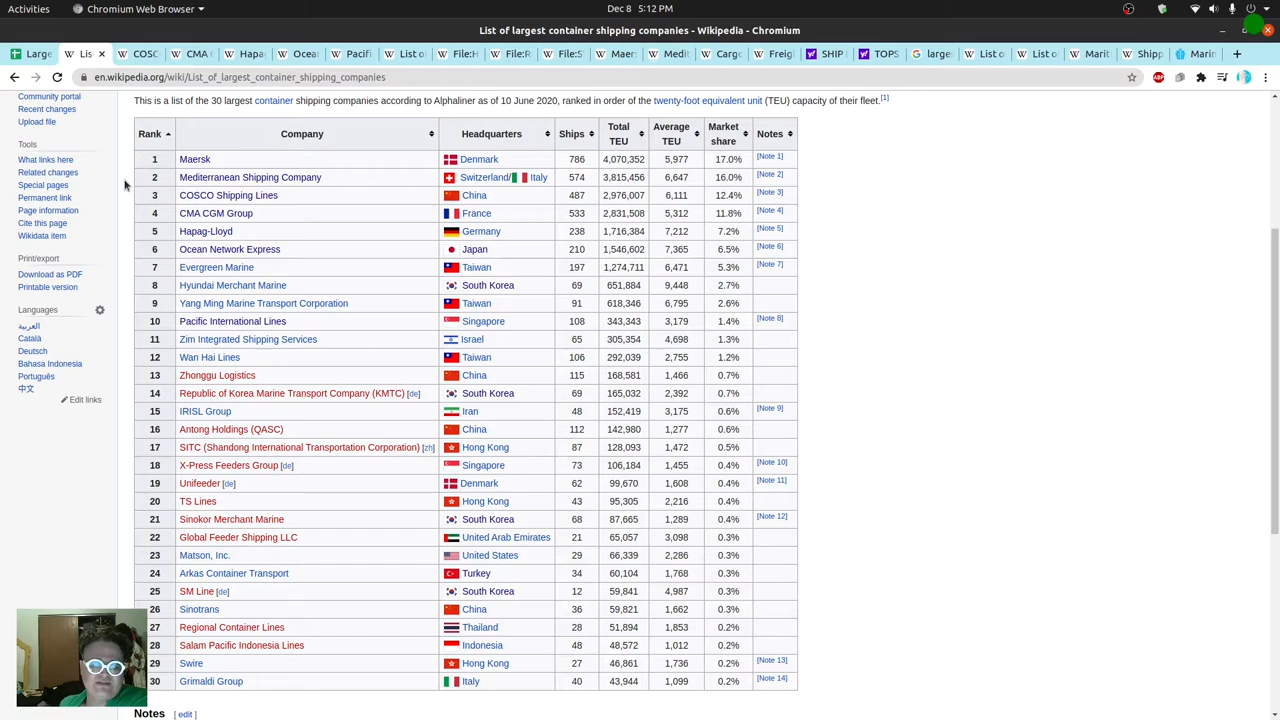 Activities Chromium Web Browser Dec 8 5:12 PM
List of largest container shipping companies - Wikipedia - Chromium
Large List COSC CMA C Hapa Ocean Pacifi List of File:H File:R File:S Maer Medit Cargo Freigl SHIP TOPS larges List o List o Marit Shipp Marin
en.wikipedia.org/wiki/List_of_largest_container_shipping_companies
Community portal
Recent changes
Upload file
Tools
What links here
Related changes
Special pages
Permanent link
Page information
Cite this page
Wikidata item
Print/export
Download as PDF
Printable version
Languages
العربية
Català
Deutsch
Bahasa Indonesia
Português
中文
Edit links
This is a list of the 30 largest container shipping companies according to Alphaliner as of 10 June 2020, ranked in order of the twenty-foot equivalent unit (TEU) capacity of their fleet.[1]
Rank Company Headquarters Ships Total TEU Average TEU Market share Notes
1 Maersk Denmark 786 4,070,352 5,977 17.0% [Note 1]
2 Mediterranean Shipping Company Switzerland/ Italy 574 3,815,456 6,647 16.0% [Note 2]
3 COSCO Shipping Lines China 487 2,976,007 6,111 12.4% [Note 3]
4 CMA CGM Group France 533 2,831,508 5,312 11.8% [Note 4]
5 Hapag-Lloyd Germany 238 1,716,384 7,212 7.2% [Note 5]
6 Ocean Network Express Japan 210 1,546,602 7,365 6.5% [Note 6]
7 Evergreen Marine Taiwan 197 1,274,711 6,471 5.3% [Note 7]
8 Hyundai Merchant Marine South Korea 69 651,884 9,448 2.7%
9 Yang Ming Marine Transport Corporation Taiwan 91 618,346 6,795 2.6%
10 Pacific International Lines Singapore 108 343,343 3,179 1.4% [Note 8]
11 Zim Integrated Shipping Services Israel 65 305,354 4,698 1.3%
12 Wan Hai Lines Taiwan 106 292,039 2,755 1.2%
13 Zhonggu Logistics China 115 168,581 1,466 0.7%
14 Republic of Korea Marine Transport Company (KMTC) [de] South Korea 69 165,032 2,392 0.7%
15 IRISL Group Iran 48 152,419 3,175 0.6% [Note 9]
16 Antong Holdings (QASC) China 112 142,980 1,277 0.6%
17 SITC (Shandong International Transportation Corporation) [zh] Hong Kong 87 128,093 1,472 0.5%
18 X-Press Feeders Group [de] Singapore 73 106,184 1,455 0.4% [Note 10]
19 Unifeeder [de] Denmark 62 99,670 1,608 0.4% [Note 11]
20 TS Lines Hong Kong 43 95,305 2,216 0.4%
21 Sinokor Merchant Marine South Korea 68 87,665 1,289 0.4% [Note 12]
22 Global Feeder Shipping LLC United Arab Emirates 21 65,057 3,098 0.3%
23 Matson, Inc. United States 29 66,339 2,286 0.3%
24 Arkas Container Transport Turkey 34 60,104 1,768 0.3%
25 SM Line [de] South Korea 12 59,841 4,987 0.3%
26 Sinotrans China 36 59,821 1,662 0.3%
27 Regional Container Lines Thailand 28 51,894 1,853 0.2%
28 Salam Pacific Indonesia Lines Indonesia 48 48,572 1,012 0.2%
29 Swire Hong Kong 27 46,861 1,736 0.2% [Note 13]
30 Grimaldi Group Italy 40 43,944 1,099 0.2% [Note 14]
Notes [ edit ]